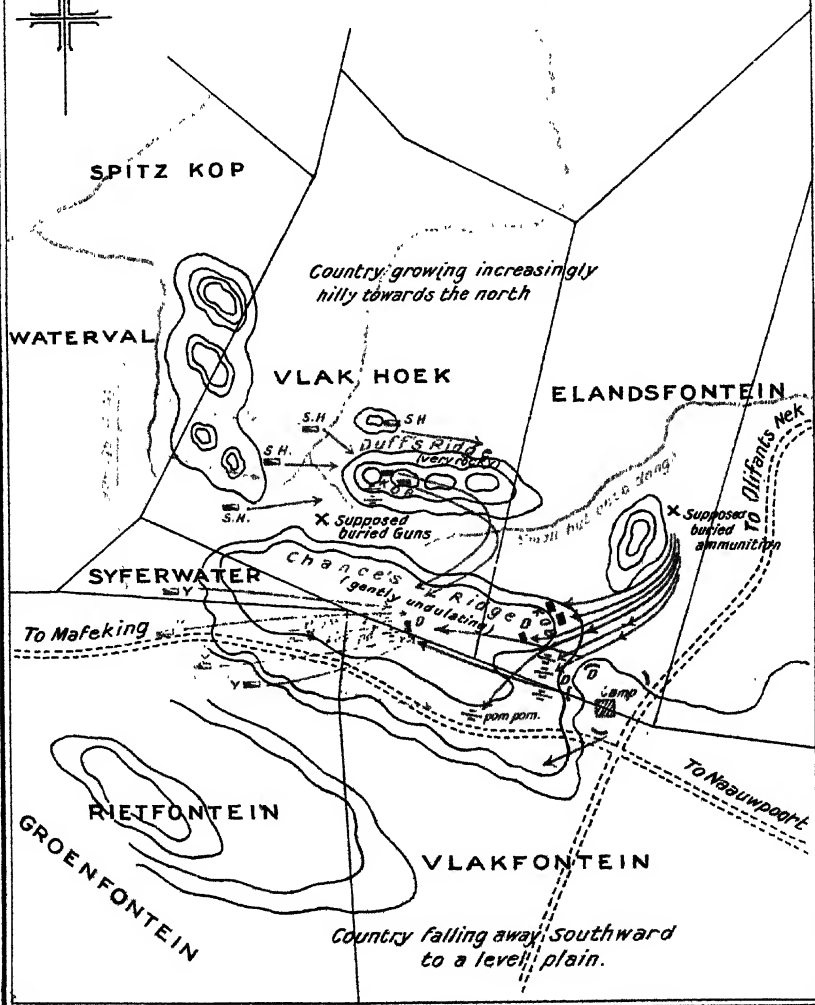 SPITZ KOP
Country growing increasingly
hilly towards the north
WATERVAL
VLAK HOEK
ELANDSFONTEIN
To Olifants Nek
S.H.
S.H
Duff's Ridge
(very rocky)
S.H.
S.H.
X Supposed
buried Guns
X Supposed
buried
ammunition
Chance's Ridge
(gently undulating)
SYFERWATER
Y
To Mafeking
Y
D
D
D
Camp
pom pom.
To Naauwpoort
RIETFONTEIN
GROENFONTEIN
VLAKFONTEIN
Country falling away Southward
to a level plain.